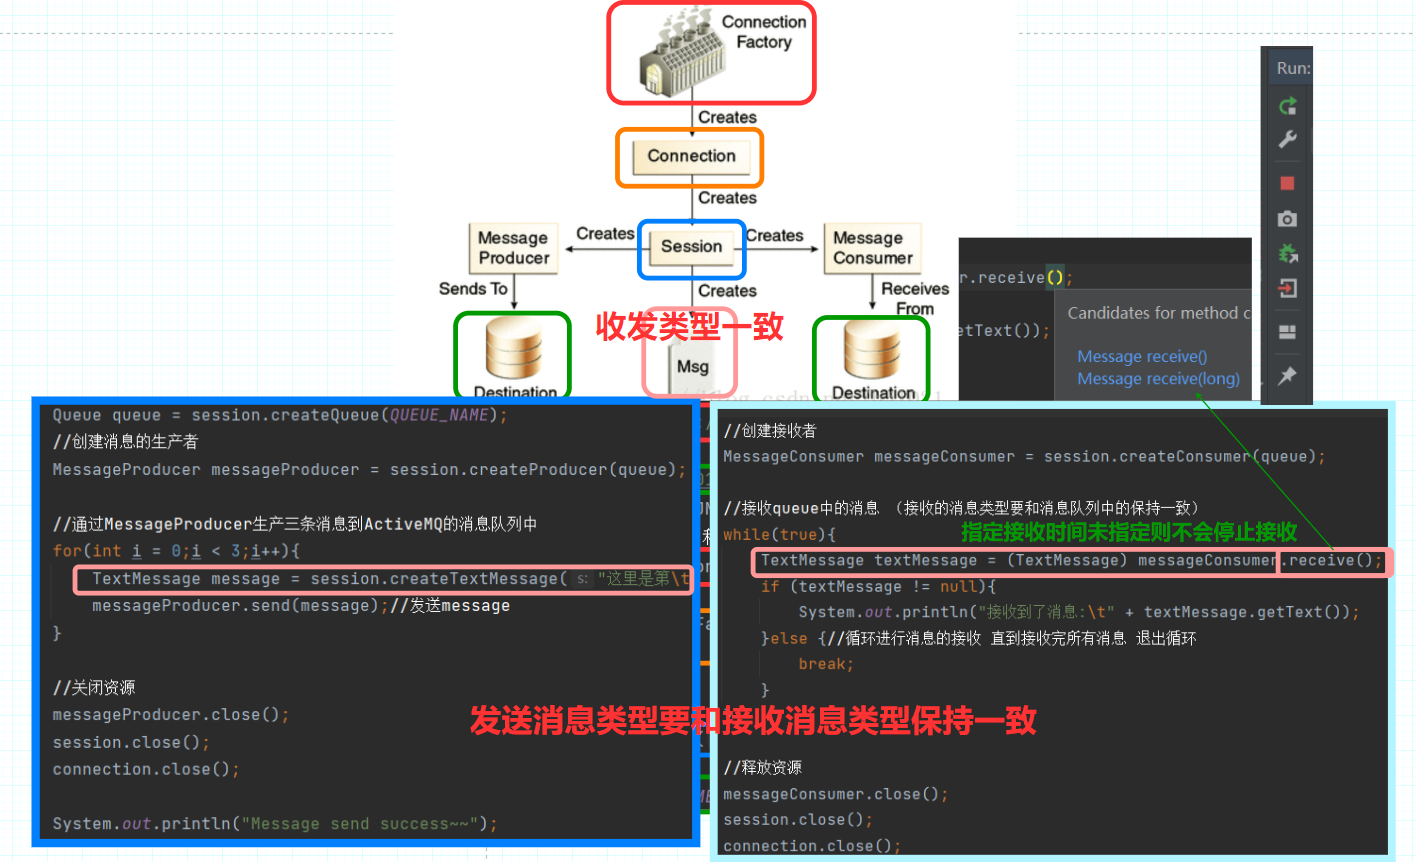 Connection
Factory
Creates
Connection
Creates
Message
Producer
Creates
Session
Creates
Message
Consumer
Sends To
Creates
Receives
From
收发类型一致
Msg
Destination
Destination
Run:
r.receive();
etText());
Candidates for method c
Message receive()
Message receive(long)
Queue queue = session.createQueue(QUEUE_NAME);
//创建消息的生产者
MessageProducer messageProducer = session.createProducer(queue);
//通过MessageProducer生产三条消息到ActiveMQ的消息队列中
for(int i = 0;i < 3;i++){
TextMessage message = session.createTextMessage( s: "这里是第\t
messageProducer.send(message);//发送message
}
//关闭资源
messageProducer.close();
session.close();
connection.close();
System.out.println("Message send success~~");
//创建接收者
MessageConsumer messageConsumer = session.createConsumer(queue);
//接收queue中的消息 （接收的消息类型要和消息队列中的保持一致）
指定接收时间未指定则不会停止接收
while(true){
TextMessage textMessage = (TextMessage) messageConsumer.receive();
if (textMessage != null){
System.out.println("接收到了消息:\t" + textMessage.getText());
}else {//循环进行消息的接收 直到接收完所有消息 退出循环
break;
}
发送消息类型要和接收消息类型保持一致
//释放资源
messageConsumer.close();
session.close();
connection.close();